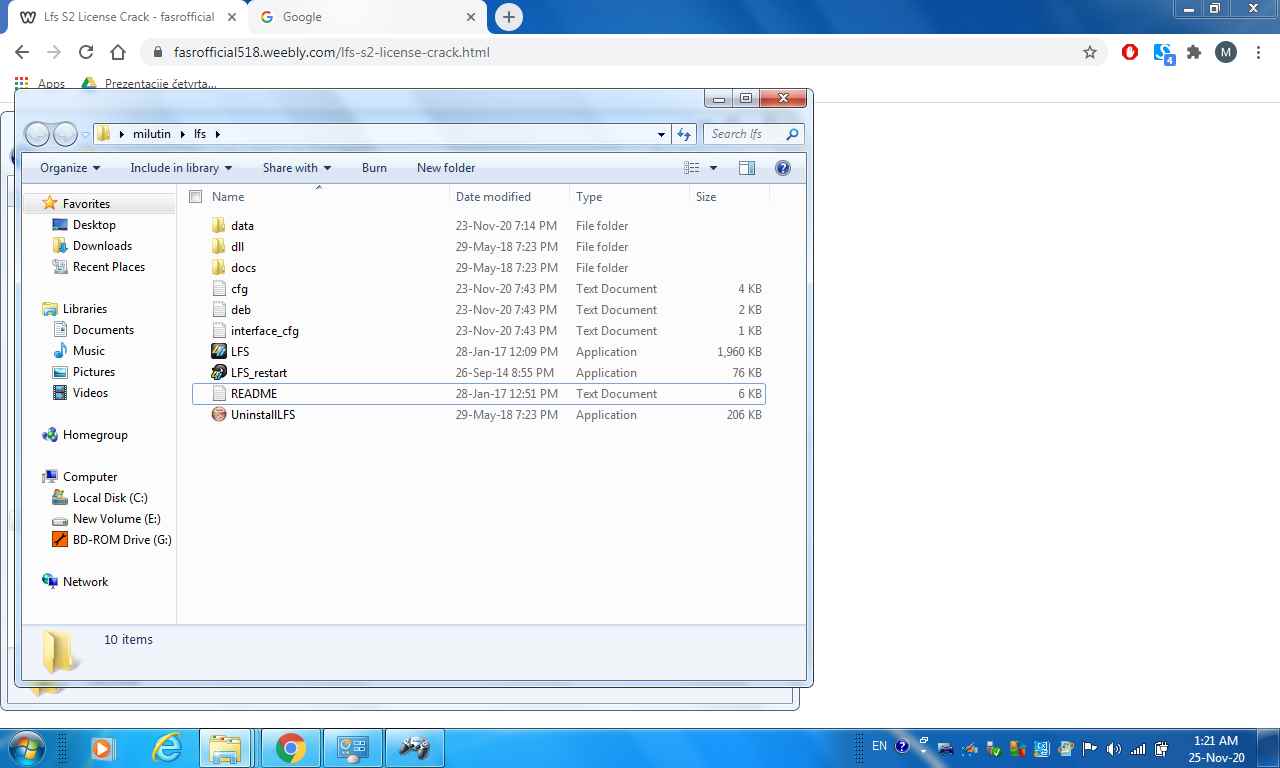 Lfs S2 License Crack - fasrofficial
Google
fasrofficial518.weebly.com/lfs-s2-license-crack.html
M
4
Apps
Prezentacije četvrta...
milutin
lfs
Search lfs
Organize
Include in library
Share with
Burn
New folder
Name Date modified Type Size
Favorites
Desktop
Downloads
Recent Places
Libraries
Documents
Music
Pictures
Videos
Homegroup
Computer
Local Disk (C:)
New Volume (E:)
BD-ROM Drive (G:)
Network
data 23-Nov-20 7:14 PM File folder
dll 29-May-18 7:23 PM File folder
docs 29-May-18 7:23 PM File folder
cfg 23-Nov-20 7:43 PM Text Document 4 KB
deb 23-Nov-20 7:43 PM Text Document 2 KB
interface_cfg 23-Nov-20 7:43 PM Text Document 1 KB
LFS 28-Jan-17 12:09 PM Application 1,960 KB
LFS_restart 26-Sep-14 8:55 PM Application 76 KB
README 28-Jan-17 12:51 PM Text Document 6 KB
UninstallLFS 29-May-18 7:23 PM Application 206 KB
10 items
EN
1:21 AM
25-Nov-20